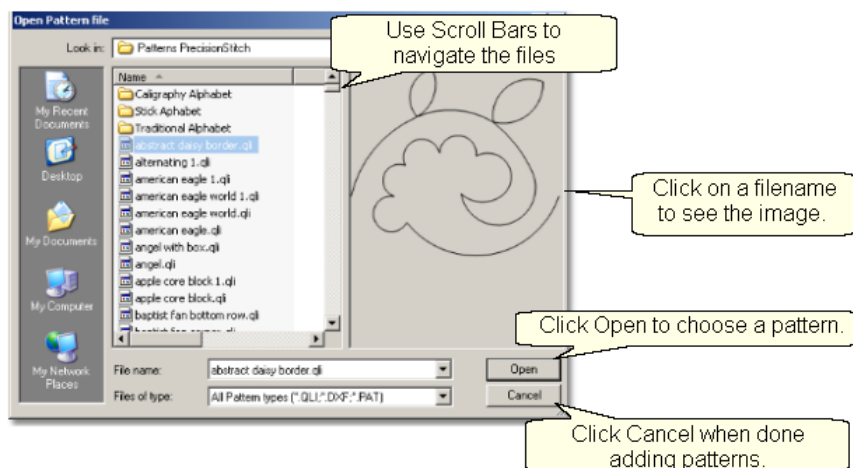 Open Pattern file
Use Scroll Bars to
navigate the files
Look in:
Patterns PrecisionStitch
My Recent
Documents
Desktop
My Documents
My Computer
My Network
Places
Name
Caligraphy Alphabet
Stick Aphabet
Traditional Alphabet
abstract daisy border.qli
alternating 1.qli
american eagle 1.qli
american eagle world 1.qli
american eagle world.qli
american eagle.qli
angel with box.qli
angel.qli
apple core block 1.qli
apple core block.qli
baptist fan bottom row.qli
Click on a filename
to see the image.
Click Open to choose a pattern.
File name:
abstract daisy border.qli
Open
Files of type:
All Pattern types (*.QLI;*.DXF;*.PAT)
Cancel
Click Cancel when done
adding patterns.